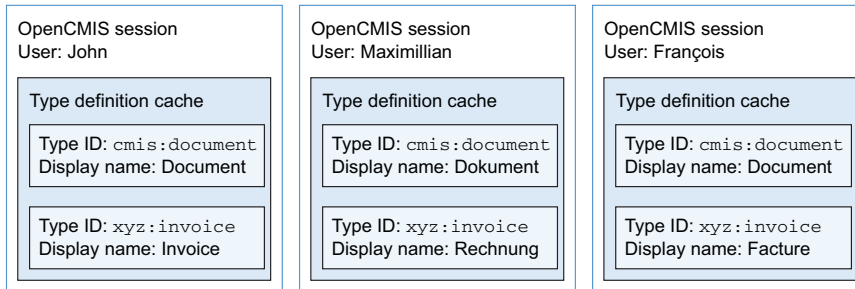 OpenCMIS session
User: John
Type definition cache
Type ID: cmis:document
Display name: Document
Type ID: xyz:invoice
Display name: Invoice
OpenCMIS session
User: Maximillian
Type definition cache
Type ID: cmis:document
Display name: Dokument
Type ID: xyz:invoice
Display name: Rechnung
OpenCMIS session
User: François
Type definition cache
Type ID: cmis:document
Display name: Document
Type ID: xyz:invoice
Display name: Facture